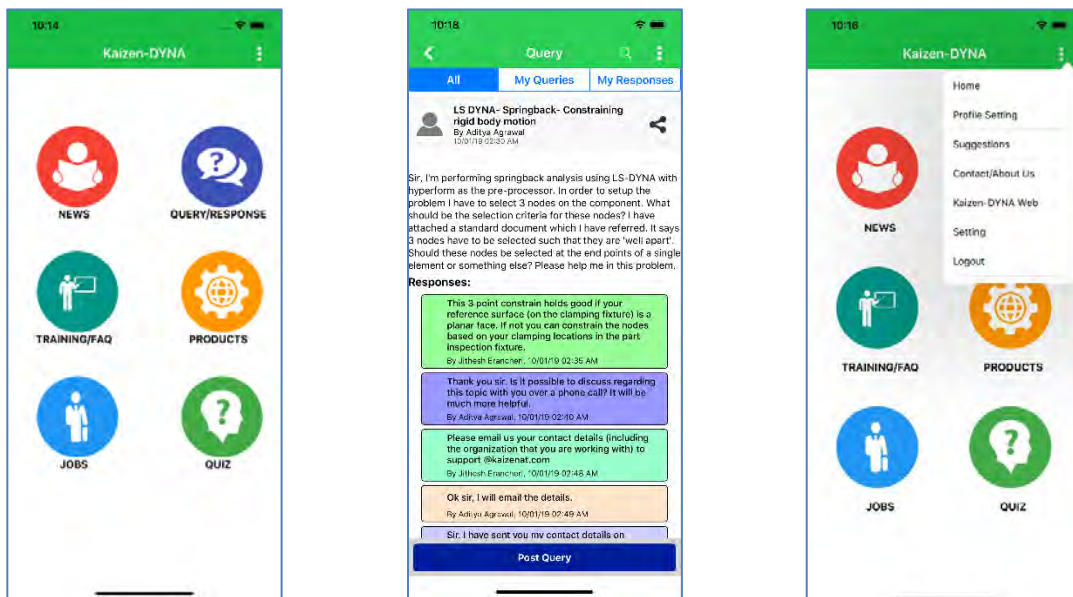 10:14
Kaizen-DYNA
NEWS
QUERY/RESPONSE
TRAINING/FAQ
PRODUCTS
JOBS
QUIZ
10:18
Query
All
My Queries
My Responses
LS DYNA- Springback- Constraining
rigid body motion
By Aditya Agrawal
10/01/19 02:30 AM
Sir, I'm performing springback analysis using LS-DYNA with
hyperform as the pre-processor. In order to setup the
problem I have to select 3 nodes on the component. What
should be the selection criteria for these nodes? I have
attached a standard document which I have referred. It says
3 nodes have to be selected such that they are 'well apart'.
Should these nodes be selected at the end points of a single
element or something else? Please help me in this problem.
Responses:
This 3 point constrain holds good if your
reference surface (on the clamping fixture) is a
planar face. If not you can constrain the nodes
based on your clamping locations in the part
inspection fixture.
By Jithesh Erancheri, 10/01/19 02:35 AM
Thank you sir. Is it possible to discuss regarding
this topic with you over a phone call? It will be
much more helpful.
By Aditya Agrawal, 10/01/19 02:40 AM
Please email us your contact details (including
the organization that you are working with) to
support @kaizenat.com
By Jithesh Erancheri, 10/01/19 02:46 AM
Ok sir, I will email the details.
By Aditya Agrawal, 10/01/19 02:49 AM
Sir, I have sent you my contact details on
Post Query
10:16
Kaizen-DYNA
Home
Profile Setting
Suggestions
Contact/About Us
Kaizen-DYNA Web
Setting
Logout
NEWS
TRAINING/FAQ
PRODUCTS
JOBS
QUIZ